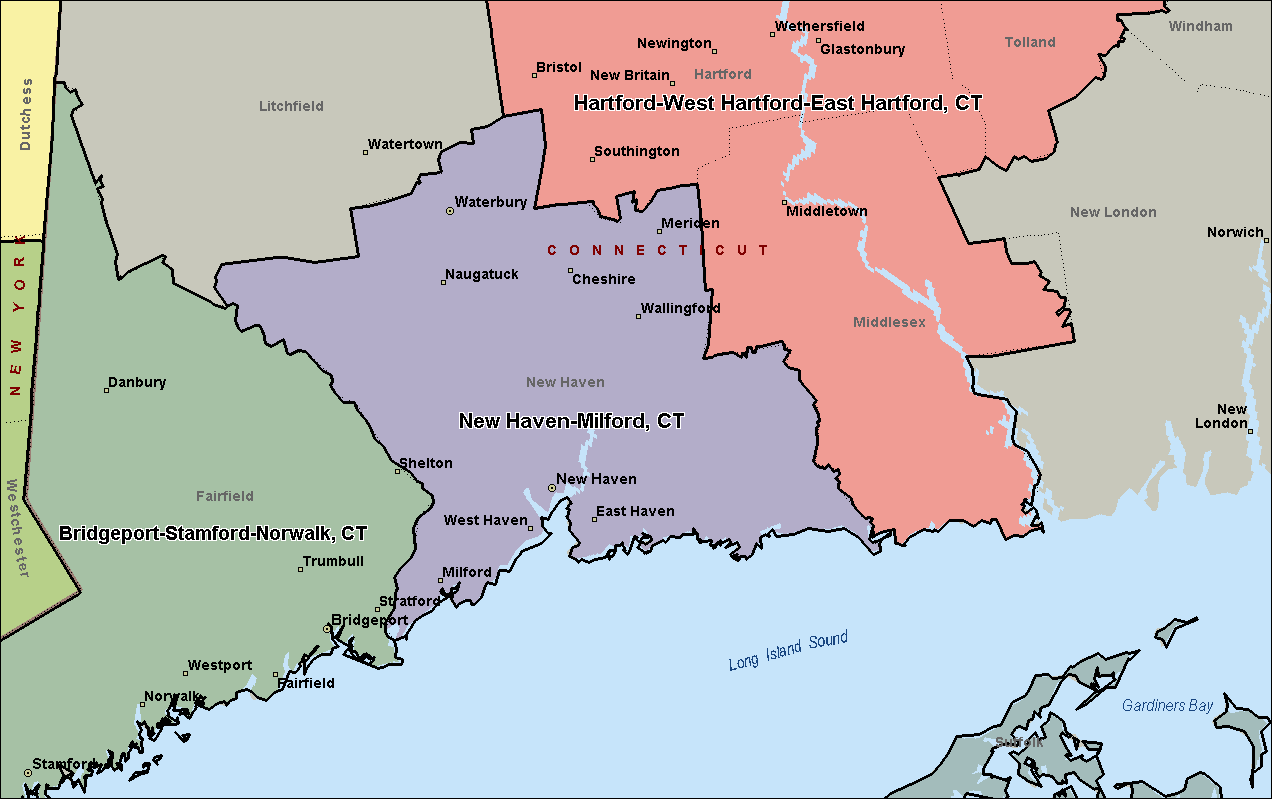 Wethersfield
Windham
Newington
Glastonbury
Tolland
Bristol
New Britain
Hartford
Dutchess
Litchfield
Hartford-West Hartford-East Hartford, CT
Watertown
Southington
Waterbury
Middletown
New London
Meriden
Norwich
CONNECTICUT
NEW YORK
Naugatuck
Cheshire
Wallingford
Middlesex
Danbury
New Haven
New
London
New Haven-Milford, CT
Shelton
New Haven
Fairfield
Westchester
West Haven
East Haven
Bridgeport-Stamford-Norwalk, CT
Trumbull
Milford
Stratford
Bridgeport
Long Island Sound
Westport
Fairfield
Norwalk
Gardiners Bay
Suffolk
Stamford